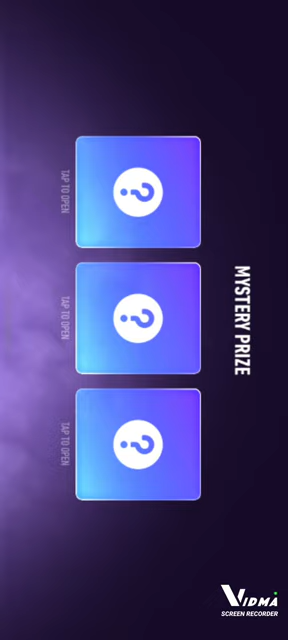 MYSTERY PRIZE
?
?
?
TAP TO OPEN
TAP TO OPEN
TAP TO OPEN
VIDMA
SCREEN RECORDER